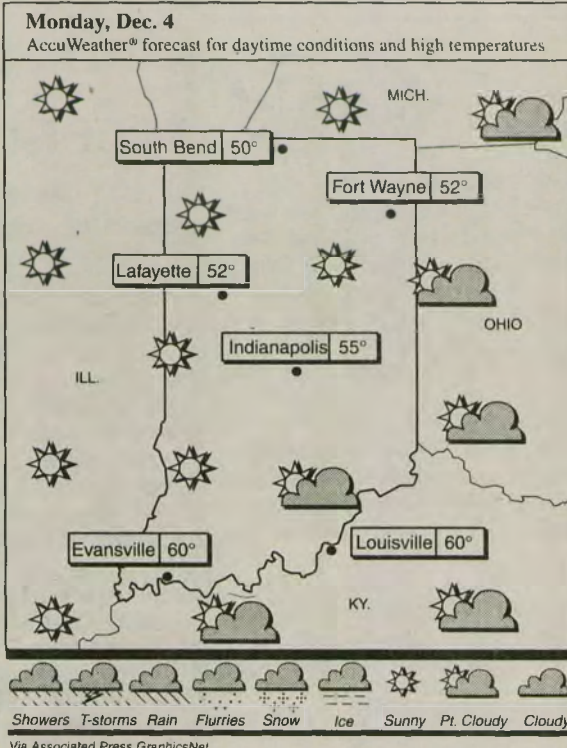 Monday, Dec. 4
AccuWeather® forecast for daytime conditions and high temperatures
MICH.
South Bend 50°
Fort Wayne 52°
Lafayette 52°
OHIO
Indianapolis 55°
ILL.
Evansville 60°
Louisville 60°
KY.
Showers T-storms Rain Flurries Snow Ice Sunny Pt. Cloudy Cloudy
Via Associated Press GraphicsNet